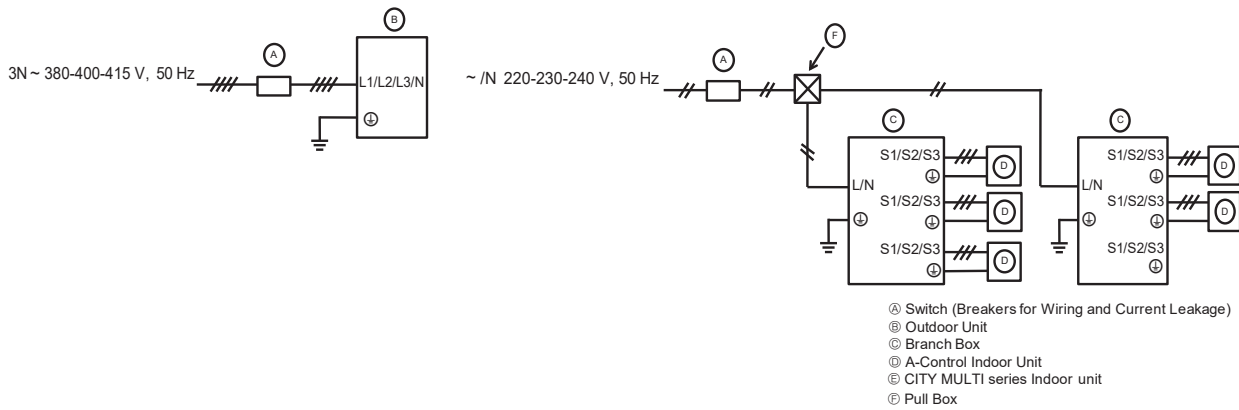 Ⓑ
Ⓐ
3N ~ 380-400-415 V, 50 Hz
L1/L2/L3/N
Ⓕ
Ⓐ
~ /N 220-230-240 V, 50 Hz
Ⓒ
S1/S2/S3
Ⓓ
L/N
S1/S2/S3
Ⓓ
S1/S2/S3
Ⓓ
Ⓒ
S1/S2/S3
Ⓓ
L/N
S1/S2/S3
Ⓓ
S1/S2/S3
Ⓐ Switch (Breakers for Wiring and Current Leakage)
Ⓑ Outdoor Unit
Ⓒ Branch Box
Ⓓ A-Control Indoor Unit
Ⓔ CITY MULTI series Indoor unit
Ⓕ Pull Box